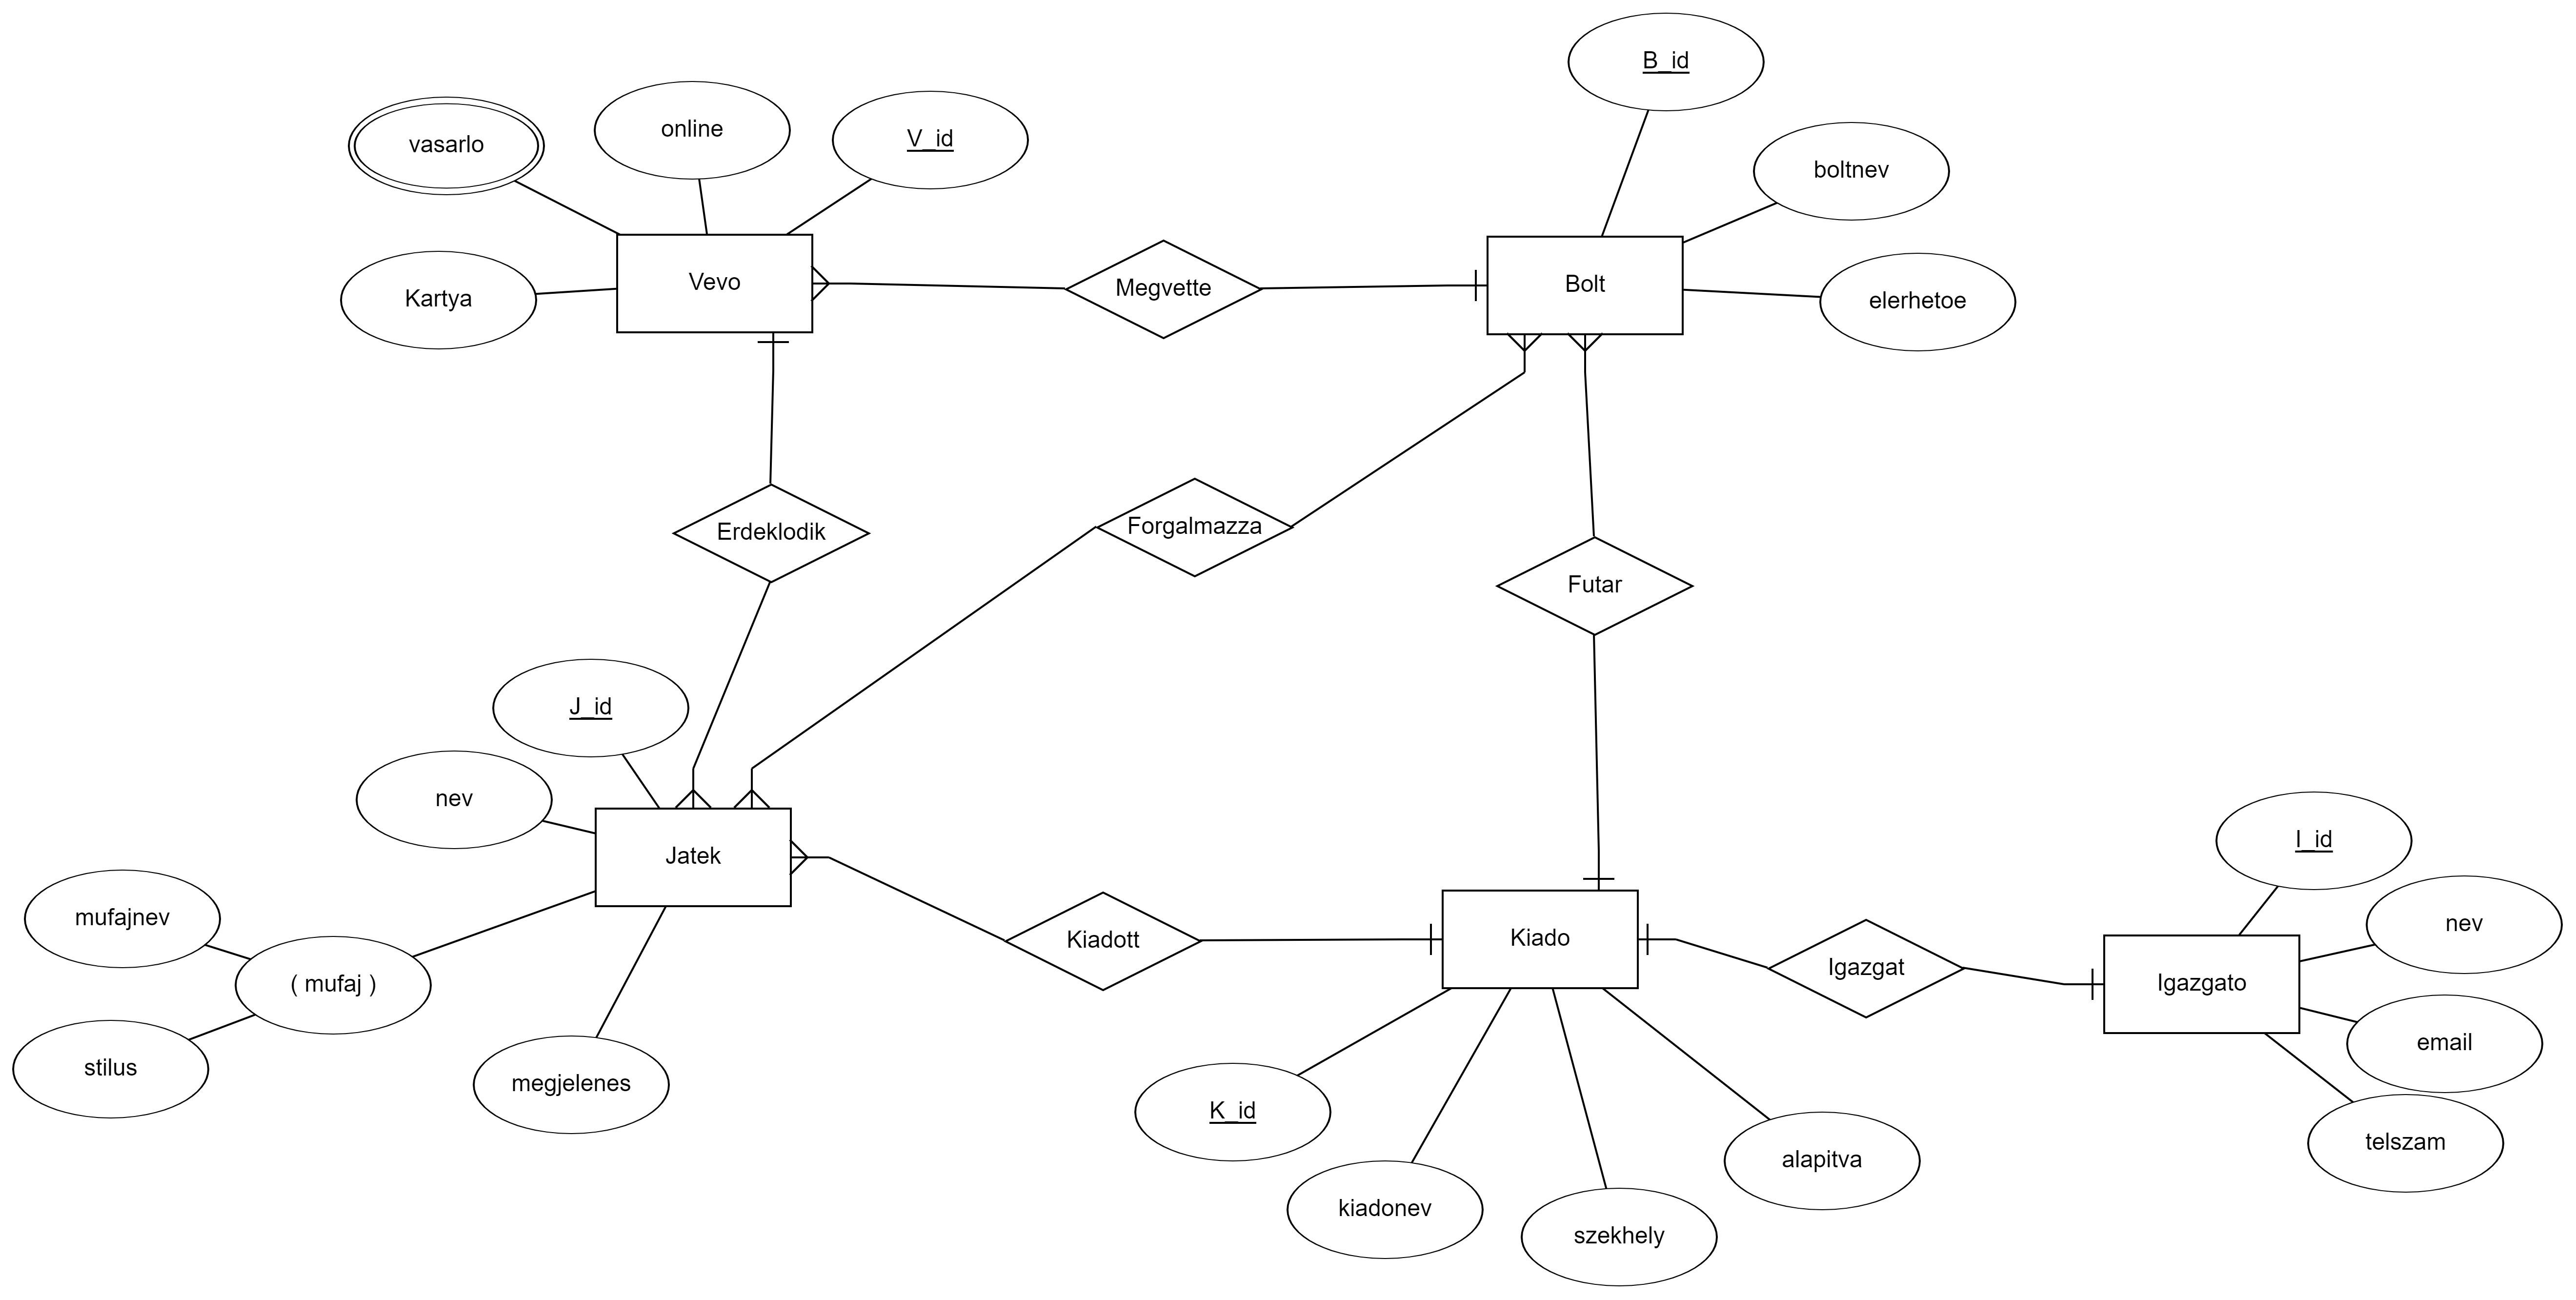 B_id
vasarlo
online
V_id
boltnev
Kartya
Vevo
Megvette
Bolt
elerhetoe
Erdeklodik
Forgalmazza
Futar
J_id
nev
Jatek
mufajnev
( mufaj )
stilus
megjelenes
Kiadott
Kiado
Igazgat
Igazgato
I_id
nev
email
telszam
K_id
kiadonev
szekhely
alapitva